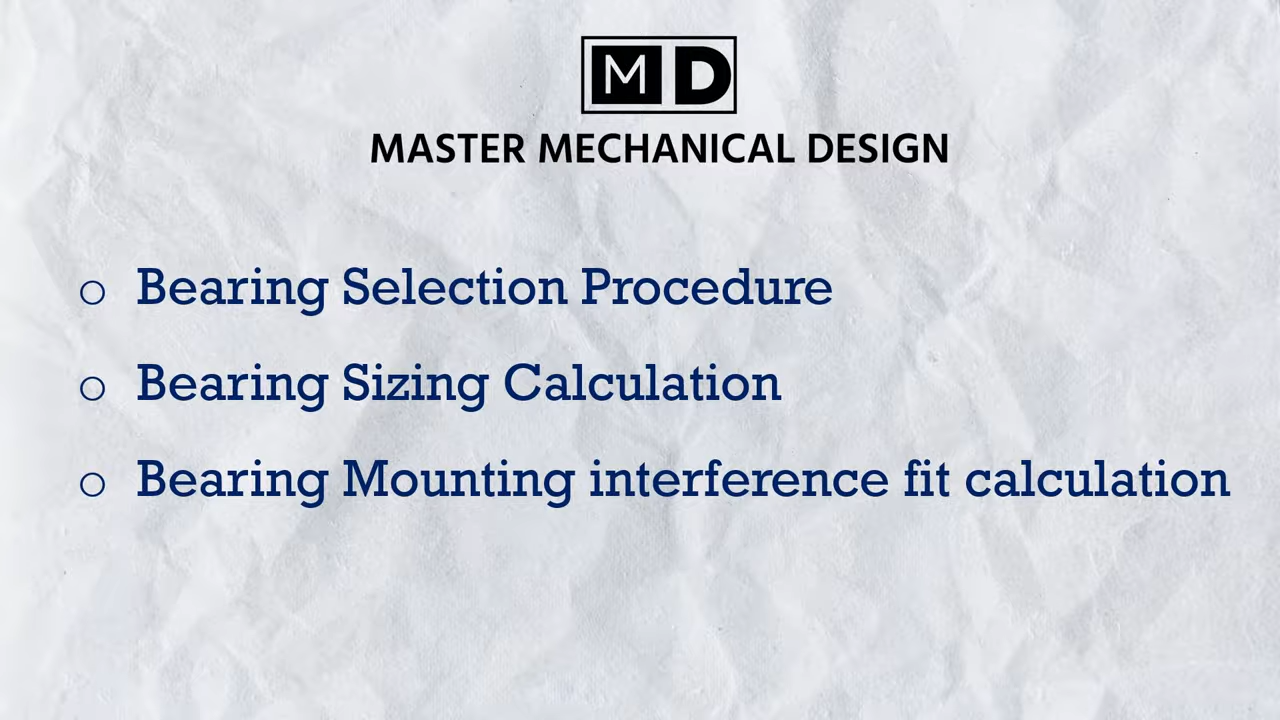 MD
MASTER MECHANICAL DESIGN
o Bearing Selection Procedure
o Bearing Sizing Calculation
o Bearing Mounting interference fit calculation